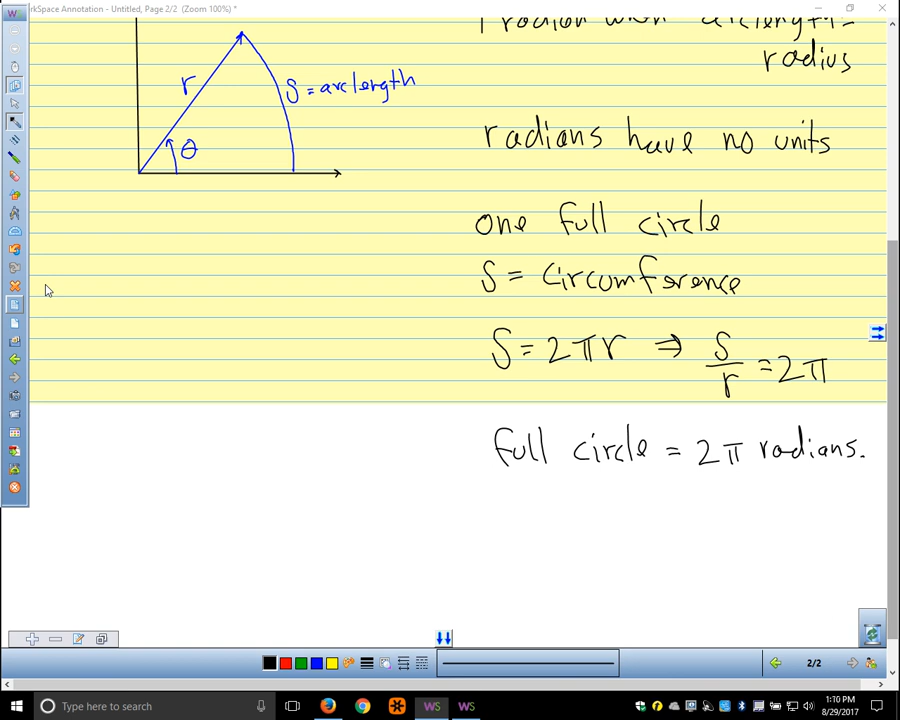 rkSpace Annotation - Untitled, Page 2/2 (Zoom 100%) *
1 radian when arclength =
radius
r
S = arclength
θ
radians have no units
one full circle
S = circumference
S = 2πr ⇒ S/r = 2π
full circle = 2π radians.
2/2
Type here to search
1:10 PM
8/29/2017